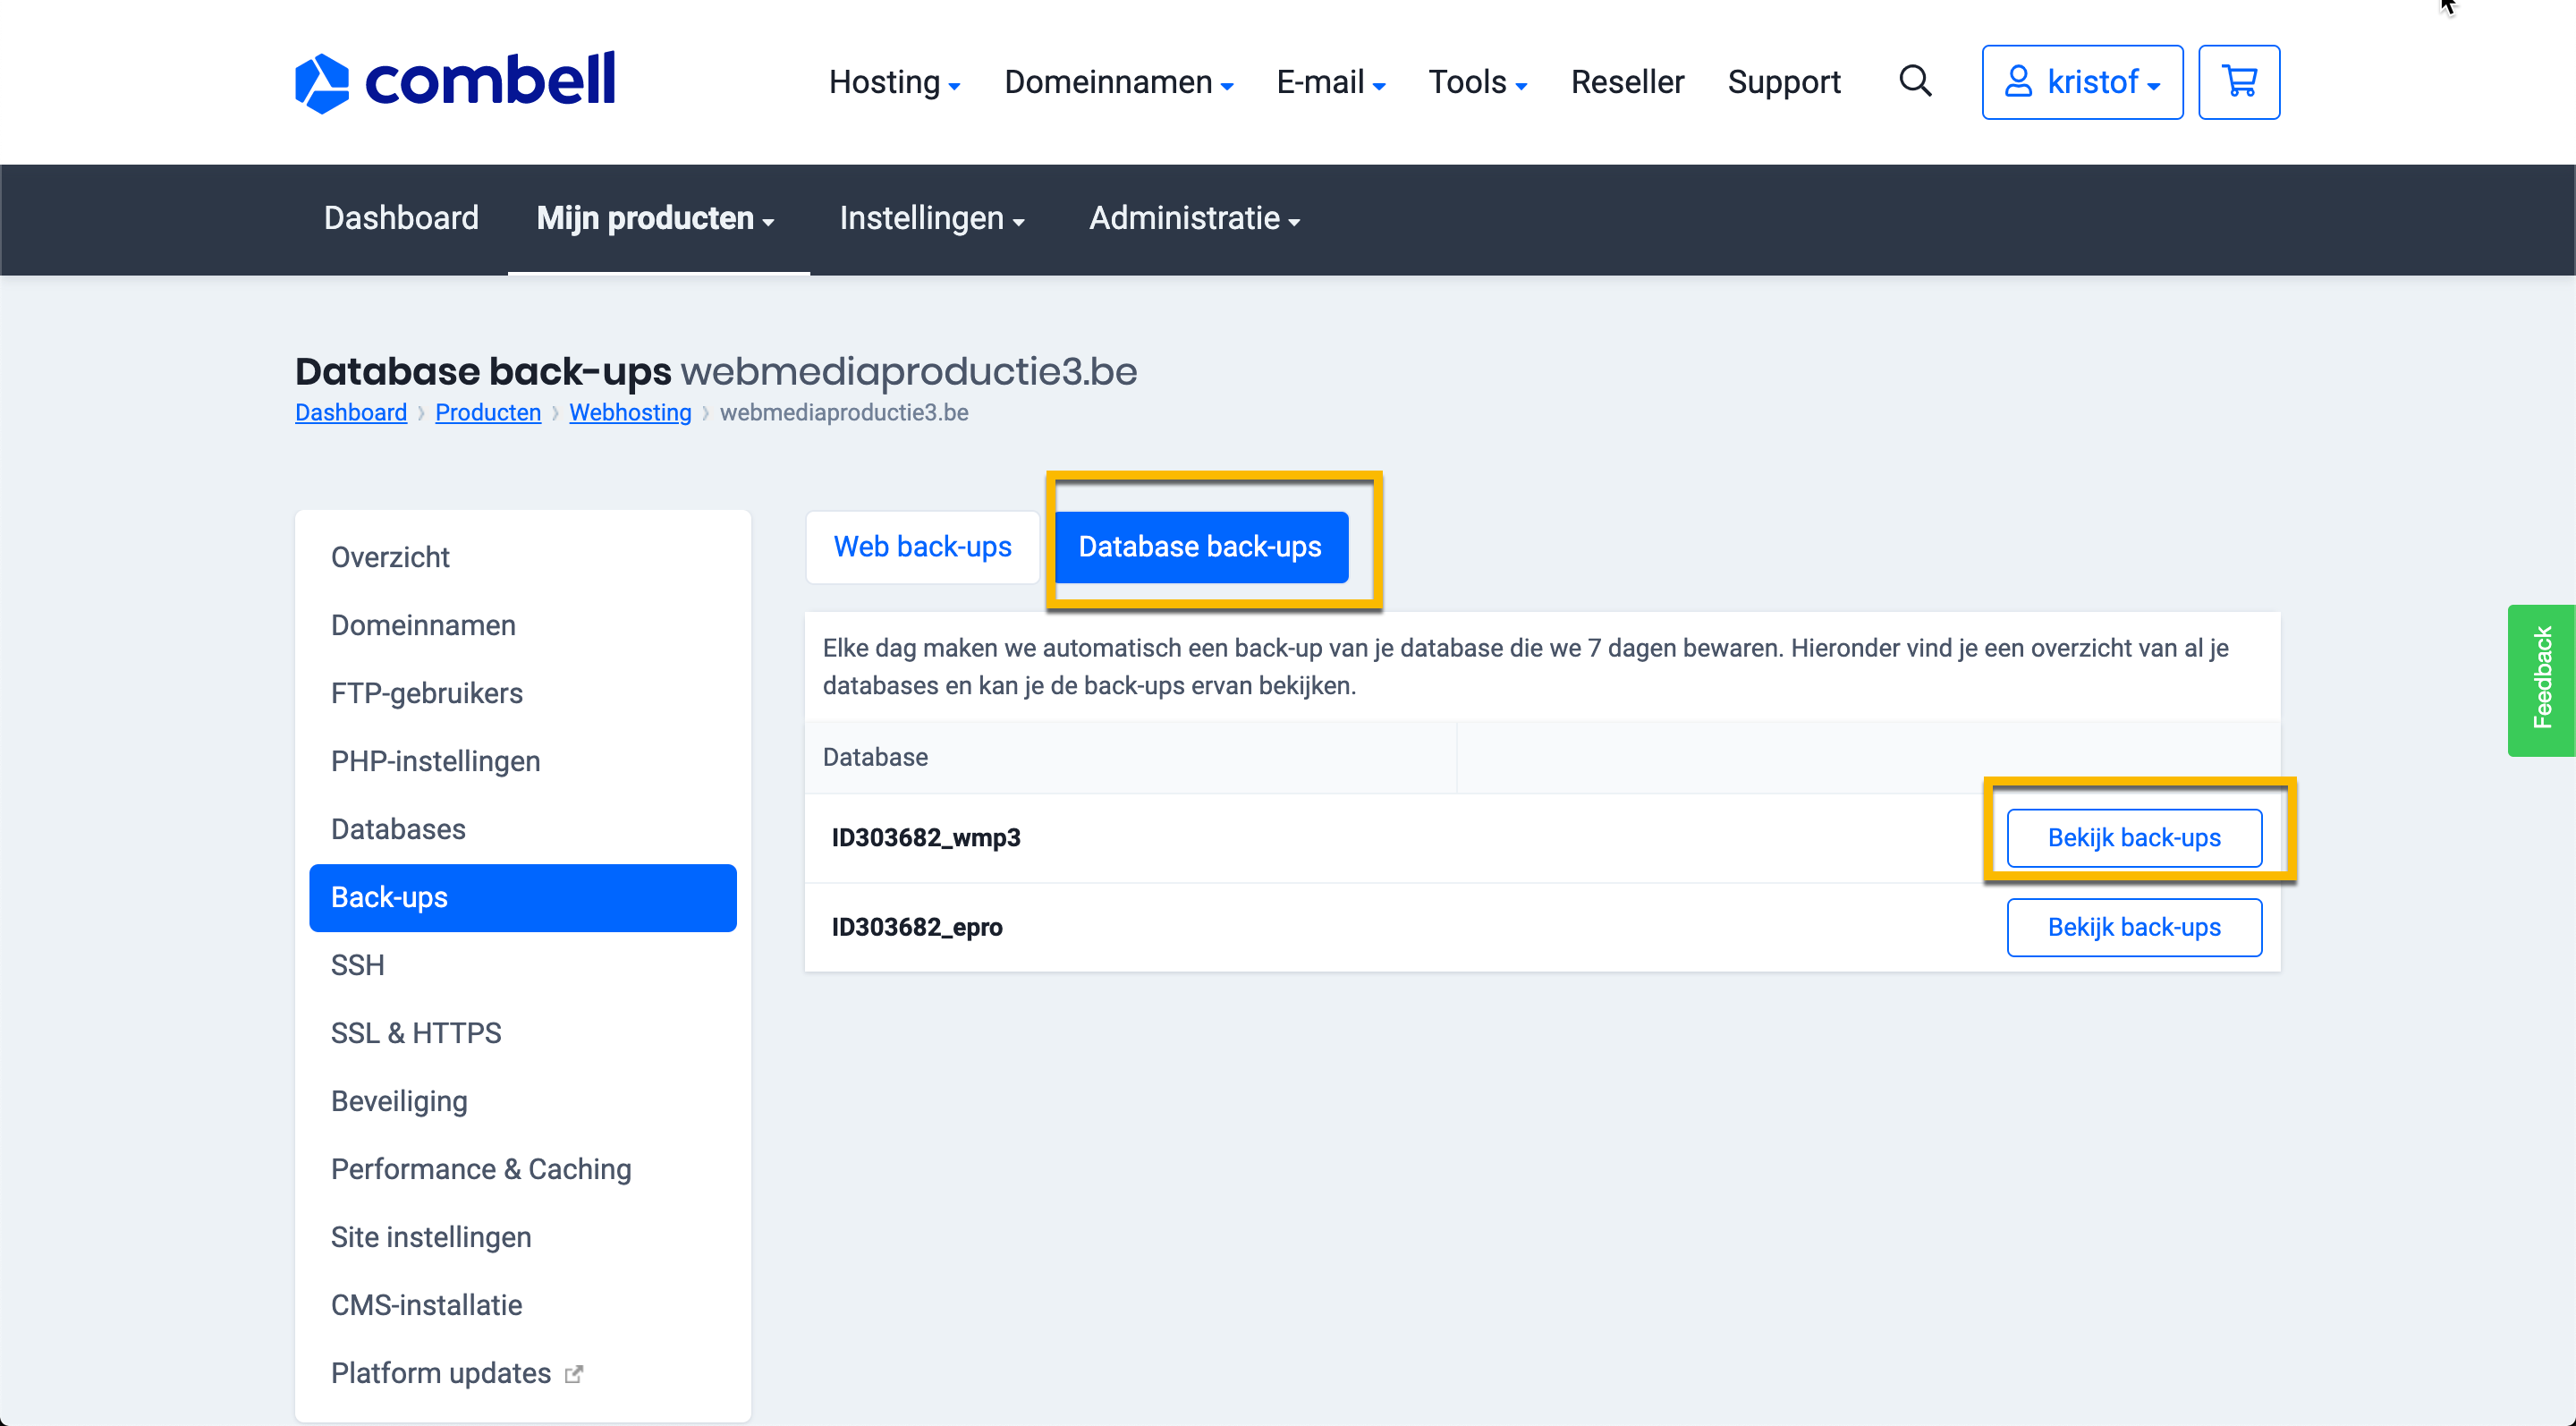 combell
Hosting Domeinnamen E-mail Tools Reseller Support kristof
Dashboard Mijn producten Instellingen Administratie
Database back-ups webmediaproductie3.be
Dashboard › Producten › Webhosting › webmediaproductie3.be
Overzicht
Domeinnamen
FTP-gebruikers
PHP-instellingen
Databases
Back-ups
SSH
SSL & HTTPS
Beveiliging
Performance & Caching
Site instellingen
CMS-installatie
Platform updates
Web back-ups Database back-ups
Elke dag maken we automatisch een back-up van je database die we 7 dagen bewaren. Hieronder vind je een overzicht van al je
databases en kan je de back-ups ervan bekijken.
Database
ID303682_wmp3 Bekijk back-ups
ID303682_epro Bekijk back-ups
Feedback